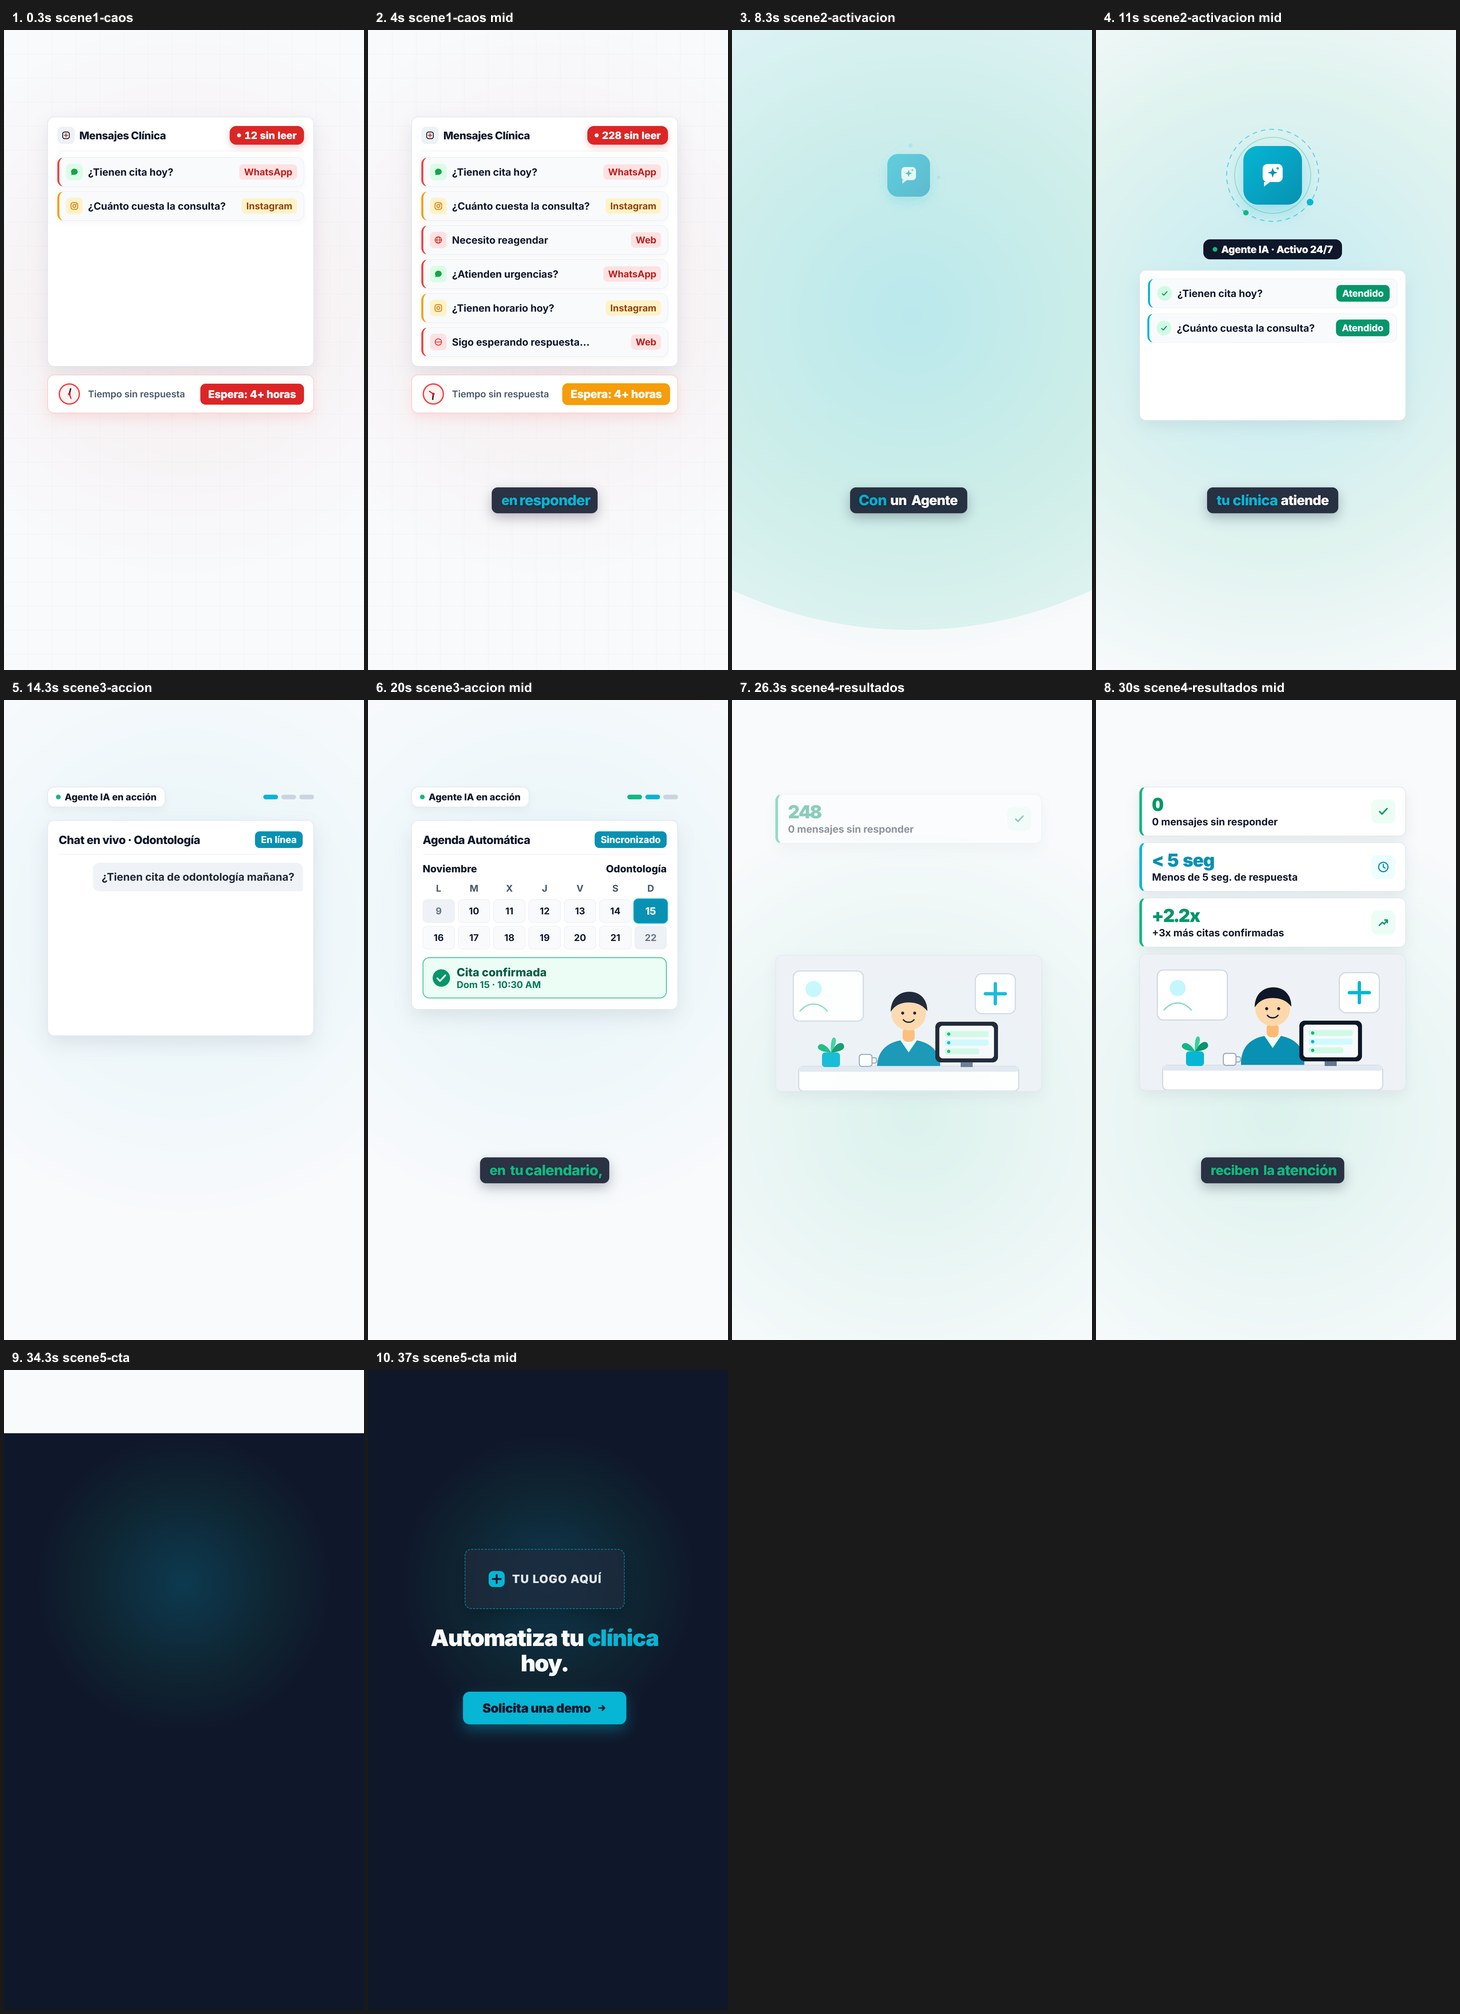 1. 0.3s scene1-caos
Mensajes Clínica
• 12 sin leer
¿Tienen cita hoy?
WhatsApp
¿Cuánto cuesta la consulta?
Instagram
Tiempo sin respuesta
Espera: 4+ horas
2. 4s scene1-caos mid
Mensajes Clínica
• 228 sin leer
¿Tienen cita hoy?
WhatsApp
¿Cuánto cuesta la consulta?
Instagram
Necesito reagendar
Web
¿Atienden urgencias?
WhatsApp
¿Tienen horario hoy?
Instagram
Sigo esperando respuesta...
Web
Tiempo sin respuesta
Espera: 4+ horas
en responder
3. 8.3s scene2-activacion
Con un Agente
4. 11s scene2-activacion mid
Agente IA · Activo 24/7
¿Tienen cita hoy?
Atendido
¿Cuánto cuesta la consulta?
Atendido
tu clínica atiende
5. 14.3s scene3-accion
Agente IA en acción
Chat en vivo · Odontología
En línea
¿Tienen cita de odontología mañana?
6. 20s scene3-accion mid
Agente IA en acción
Agenda Automática
Sincronizado
Noviembre
Odontología
L M X J V S D
9 10 11 12 13 14 15
16 17 18 19 20 21 22
Cita confirmada
Dom 15 · 10:30 AM
en tu calendario,
7. 26.3s scene4-resultados
248
0 mensajes sin responder
8. 30s scene4-resultados mid
0
0 mensajes sin responder
< 5 seg
Menos de 5 seg. de respuesta
+2.2x
+3x más citas confirmadas
reciben la atención
9. 34.3s scene5-cta
10. 37s scene5-cta mid
TU LOGO AQUÍ
Automatiza tu clínica
hoy.
Solicita una demo →